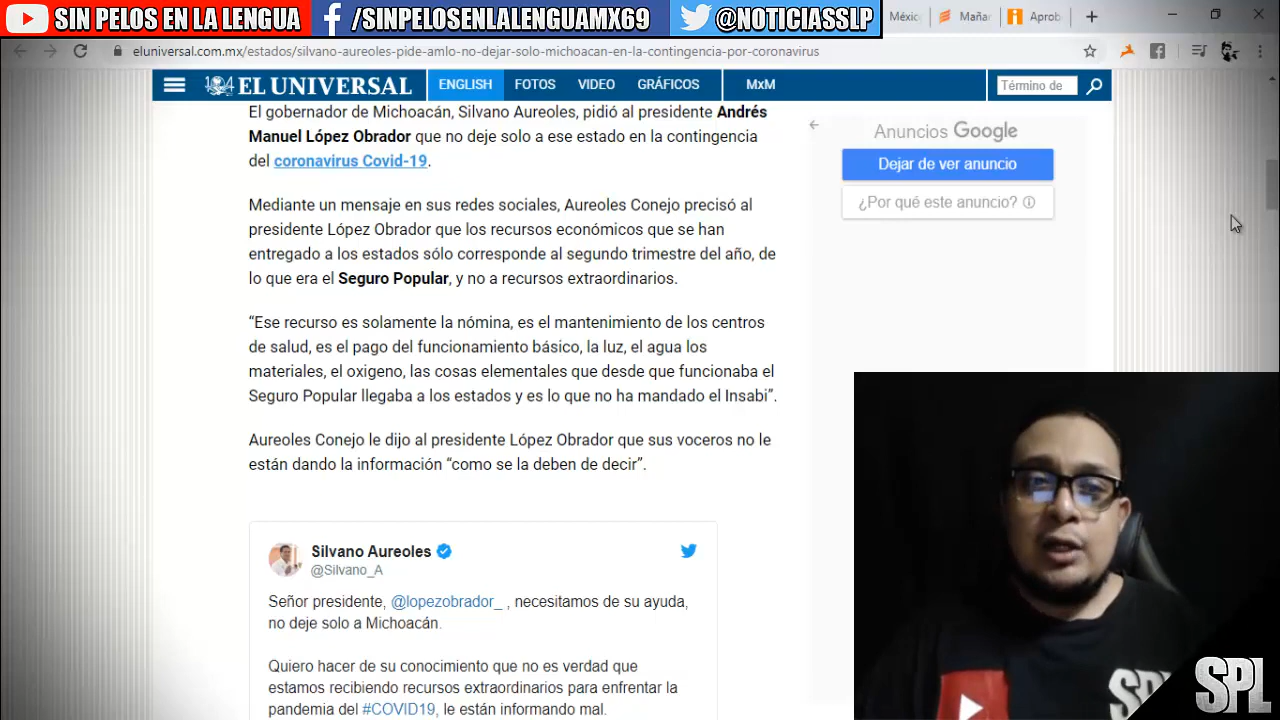 SIN PELOS EN LA LENGUA
/SINPELOSENLALENGUAMX69
@NOTICIASSLP
Méxic
Mañar
Aprob
eluniversal.com.mx/estados/silvano-aureoles-pide-amlo-no-dejar-solo-michoacan-en-la-contingencia-por-coronavirus
EL UNIVERSAL
ENGLISH
FOTOS
VIDEO
GRÁFICOS
MxM
Término de
El gobernador de Michoacán, Silvano Aureoles, pidió al presidente Andrés
Manuel López Obrador que no deje solo a ese estado en la contingencia
del coronavirus Covid-19.
Mediante un mensaje en sus redes sociales, Aureoles Conejo precisó al
presidente López Obrador que los recursos económicos que se han
entregado a los estados sólo corresponde al segundo trimestre del año, de
lo que era el Seguro Popular, y no a recursos extraordinarios.
“Ese recurso es solamente la nómina, es el mantenimiento de los centros
de salud, es el pago del funcionamiento básico, la luz, el agua los
materiales, el oxigeno, las cosas elementales que desde que funcionaba el
Seguro Popular llegaba a los estados y es lo que no ha mandado el Insabi”.
Aureoles Conejo le dijo al presidente López Obrador que sus voceros no le
están dando la información “como se la deben de decir”.
Silvano Aureoles
@Silvano_A
Señor presidente, @lopezobrador_ , necesitamos de su ayuda,
no deje solo a Michoacán.
Quiero hacer de su conocimiento que no es verdad que
estamos recibiendo recursos extraordinarios para enfrentar la
pandemia del #COVID19, le están informando mal.
Anuncios Google
Dejar de ver anuncio
¿Por qué este anuncio?
SPL
SPL